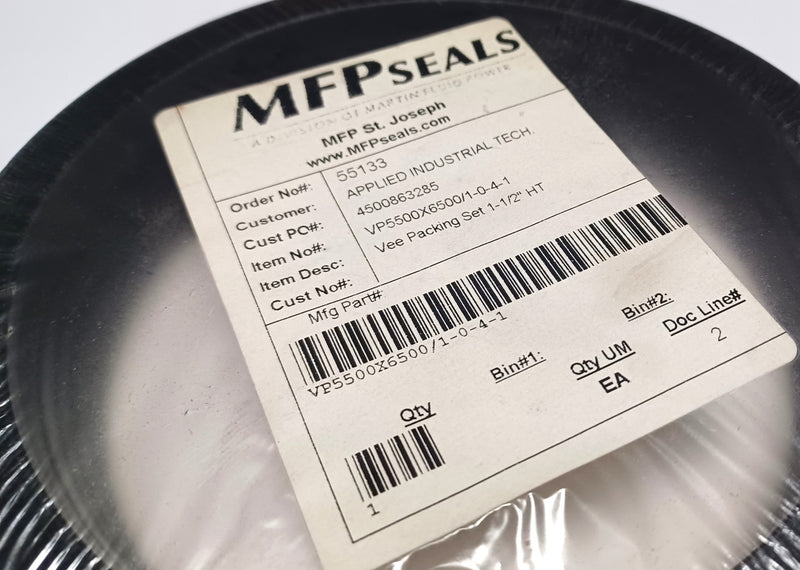 MFP SEALS
A DIVISION OF MARTIN FLUID POWER
MFP St. Joseph
www.MFPseals.com
Order No#: 55133
Customer: APPLIED INDUSTRIAL TECH.
Cust PO#: 4500863285
Item No#: VP5500X6500/1-0-4-1
Item Desc: Vee Packing Set 1-1/2" HT
Cust No#:
Mfg Part#
VP5500X6500/1-0-4-1
Bin#1: Bin#2:
Qty Qty UM Doc Line#
EA 2
1